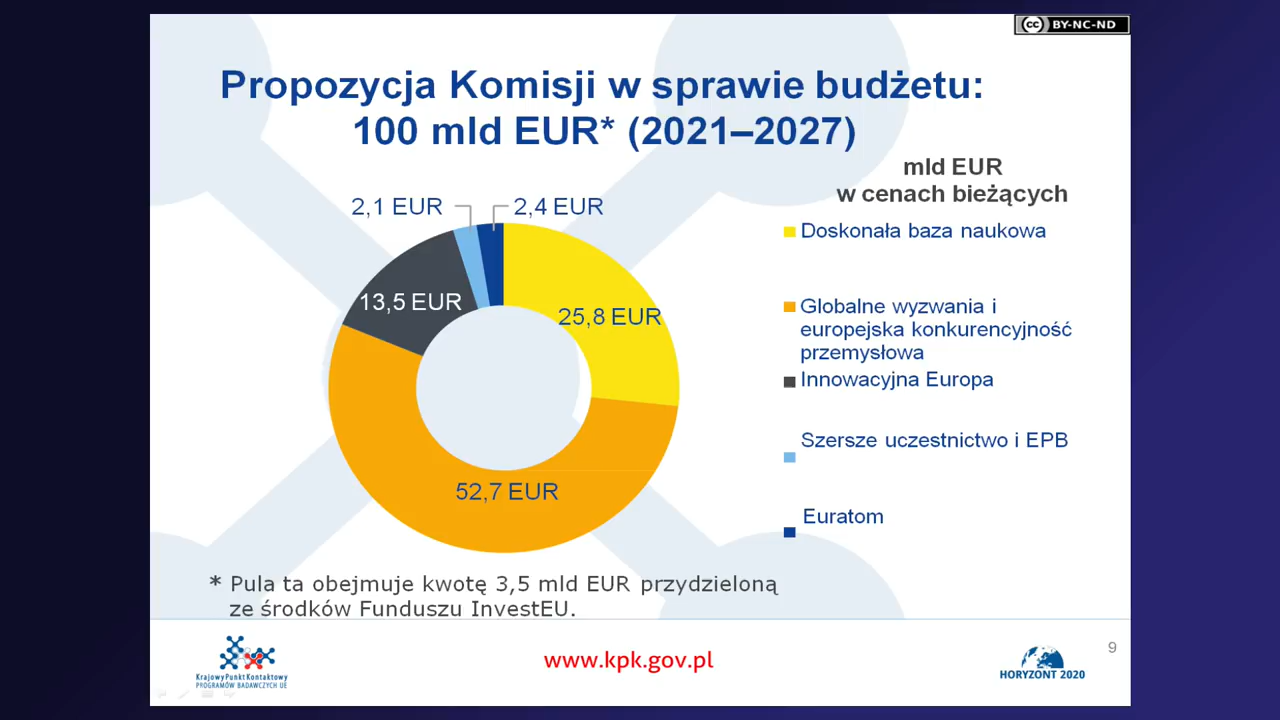 BY-NC-ND
Propozycja Komisji w sprawie budżetu:
100 mld EUR* (2021–2027)
mld EUR
w cenach bieżących
2,1 EUR
2,4 EUR
13,5 EUR
25,8 EUR
52,7 EUR
Doskonała baza naukowa
Globalne wyzwania i
europejska konkurencyjność
przemysłowa
Innowacyjna Europa
Szersze uczestnictwo i EPB
Euratom
* Pula ta obejmuje kwotę 3,5 mld EUR przydzieloną
ze środków Funduszu InvestEU.
Krajowy Punkt Kontaktowy
PROGRAMÓW BADAWCZYCH UE
www.kpk.gov.pl
HORYZONT 2020
9